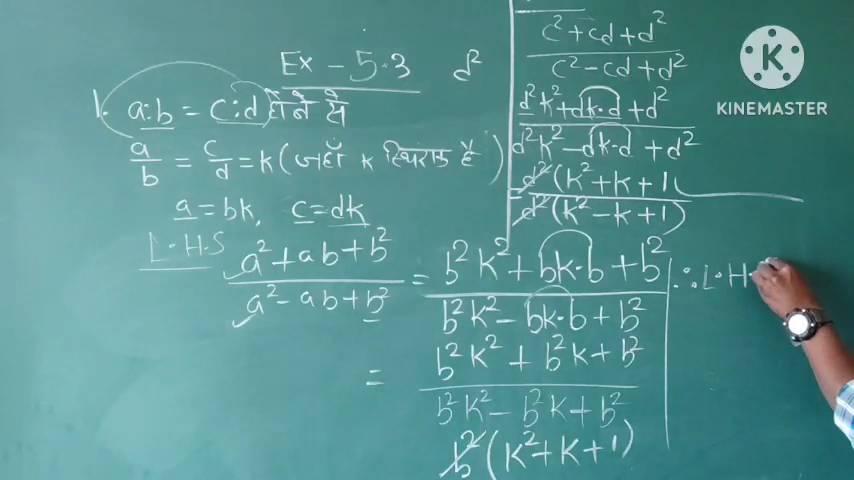 Ex - 5.3 d²
1. a:b = c:d होने से
a/b = c/d = k (जहाँ k स्थिरांक है)
a = bk, c = dk
L.H.S
a² + ab + b² / a² - ab + b² = b²k² + bk·b + b² / b²k² - bk·b + b²
= b²k² + b²k + b² / b²k² - b²k + b²
b² (k² + k + 1)
c² + cd + d² / c² - cd + d²
d²k² + dk·d + d² / d²k² - dk·d + d²
= d² (k² + k + 1) / d² (k² - k + 1)
∴ L.H.
K
KINEMASTER